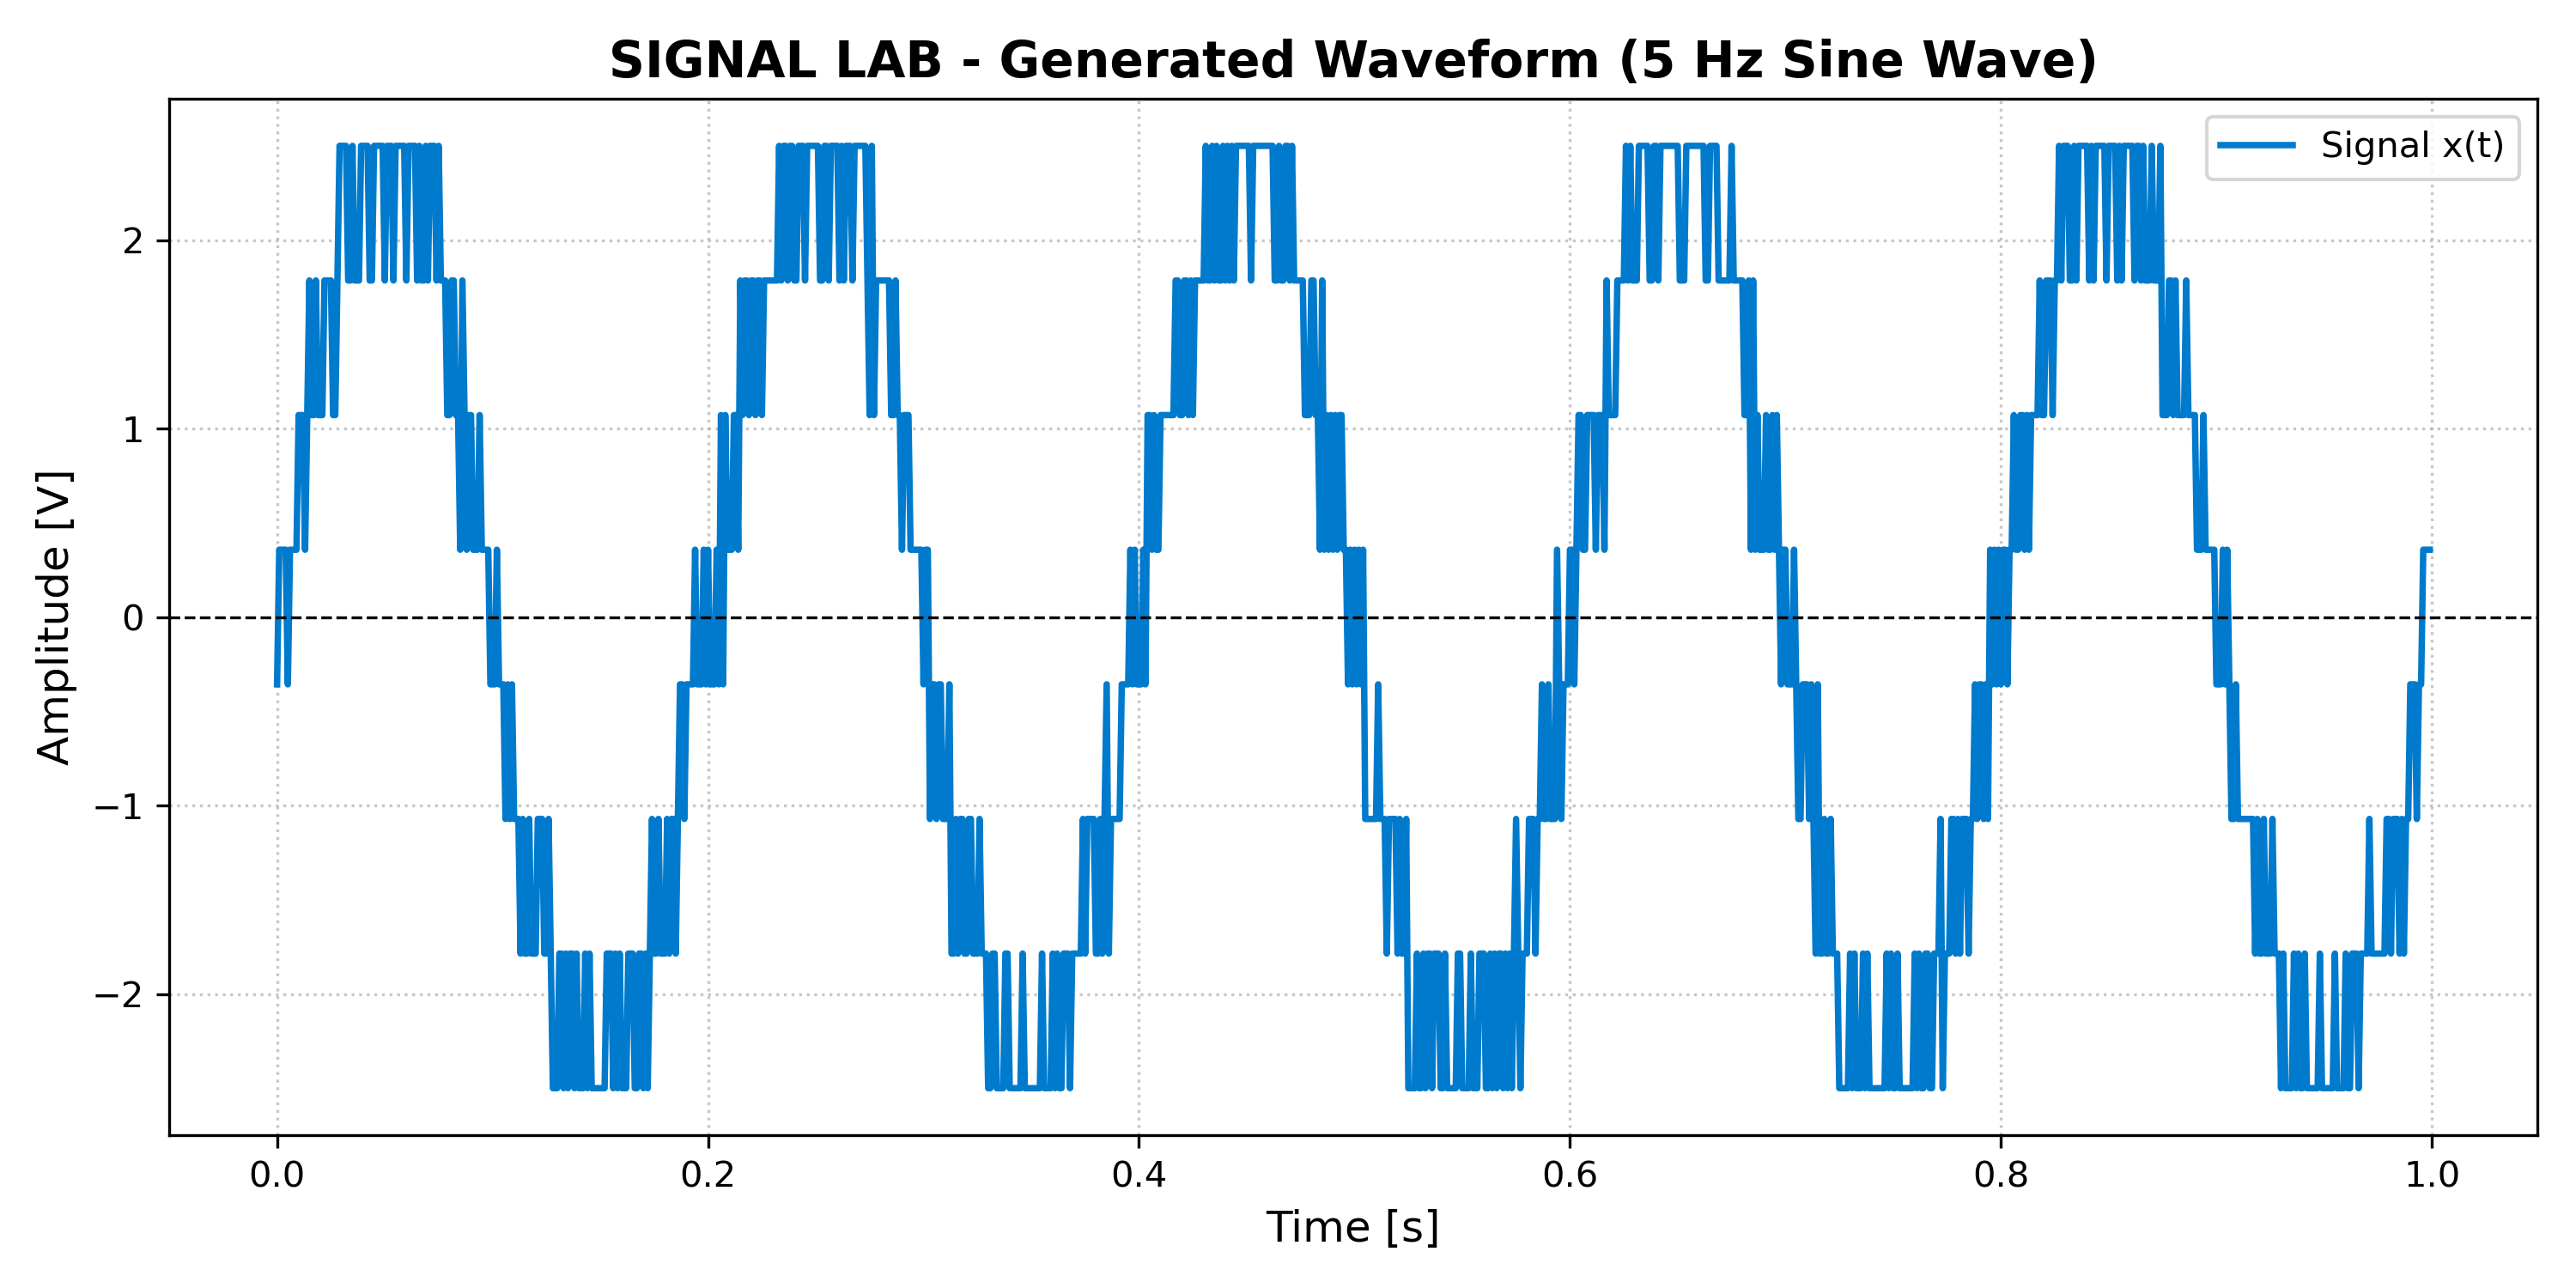 SIGNAL LAB - Generated Waveform (5 Hz Sine Wave)
Signal x(t)
Amplitude [V]
2
1
0
−1
−2
0.0 0.2 0.4 0.6 0.8 1.0
Time [s]